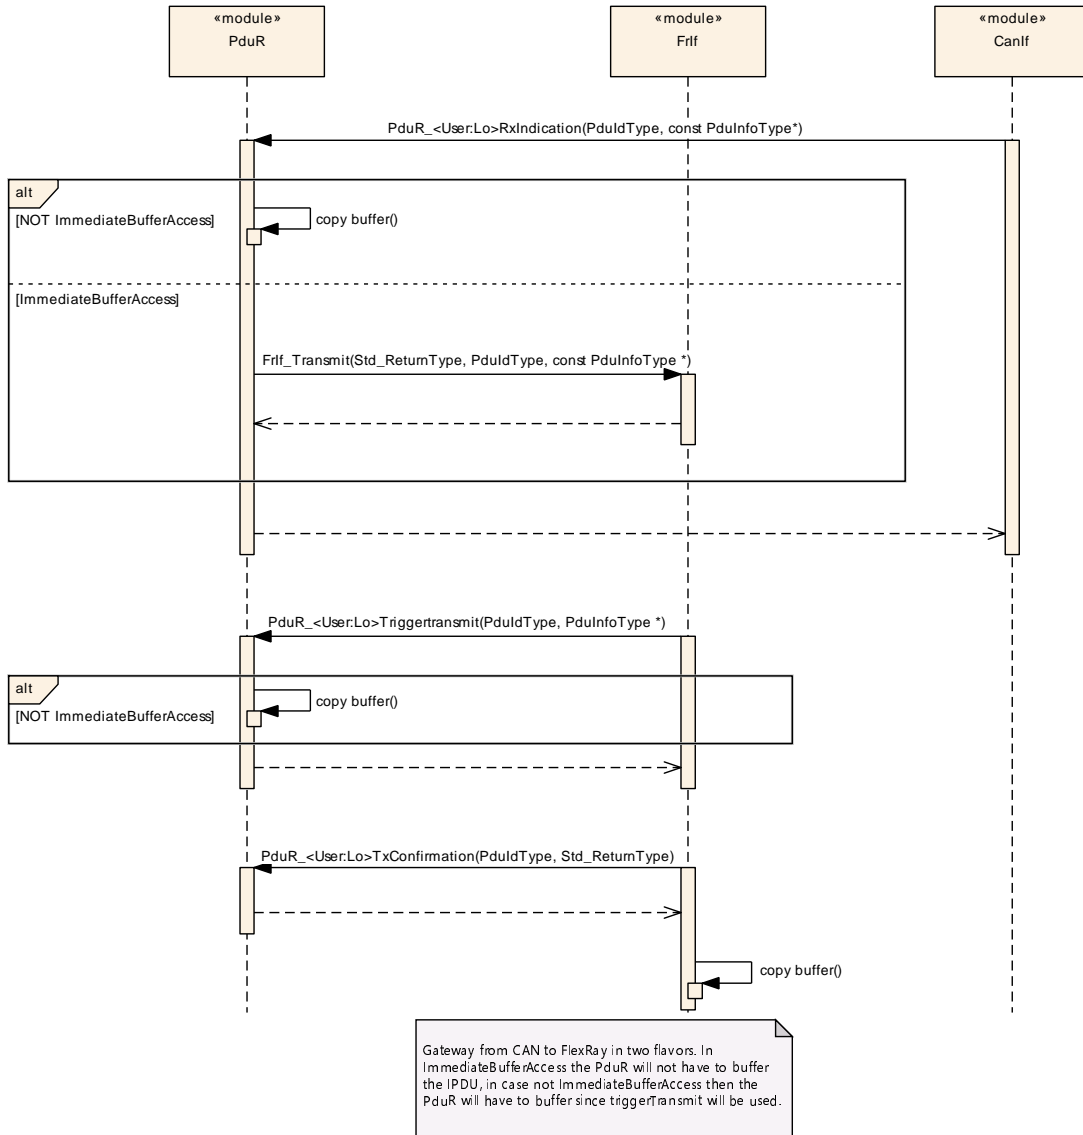 «module»
PduR
«module»
FrIf
«module»
CanIf
PduR_<User:Lo>RxIndication(PduIdType, const PduInfoType*)
alt
[NOT ImmediateBufferAccess]
copy buffer()
[ImmediateBufferAccess]
FrIf_Transmit(Std_ReturnType, PduIdType, const PduInfoType *)
PduR_<User:Lo>Triggertransmit(PduIdType, PduInfoType *)
alt
[NOT ImmediateBufferAccess]
copy buffer()
PduR_<User:Lo>TxConfirmation(PduIdType, Std_ReturnType)
copy buffer()
Gateway from CAN to FlexRay in two flavors. In
ImmediateBufferAccess the PduR will not have to buffer
the IPDU, in case not ImmediateBufferAccess then the
PduR will have to buffer since triggerTransmit will be used.